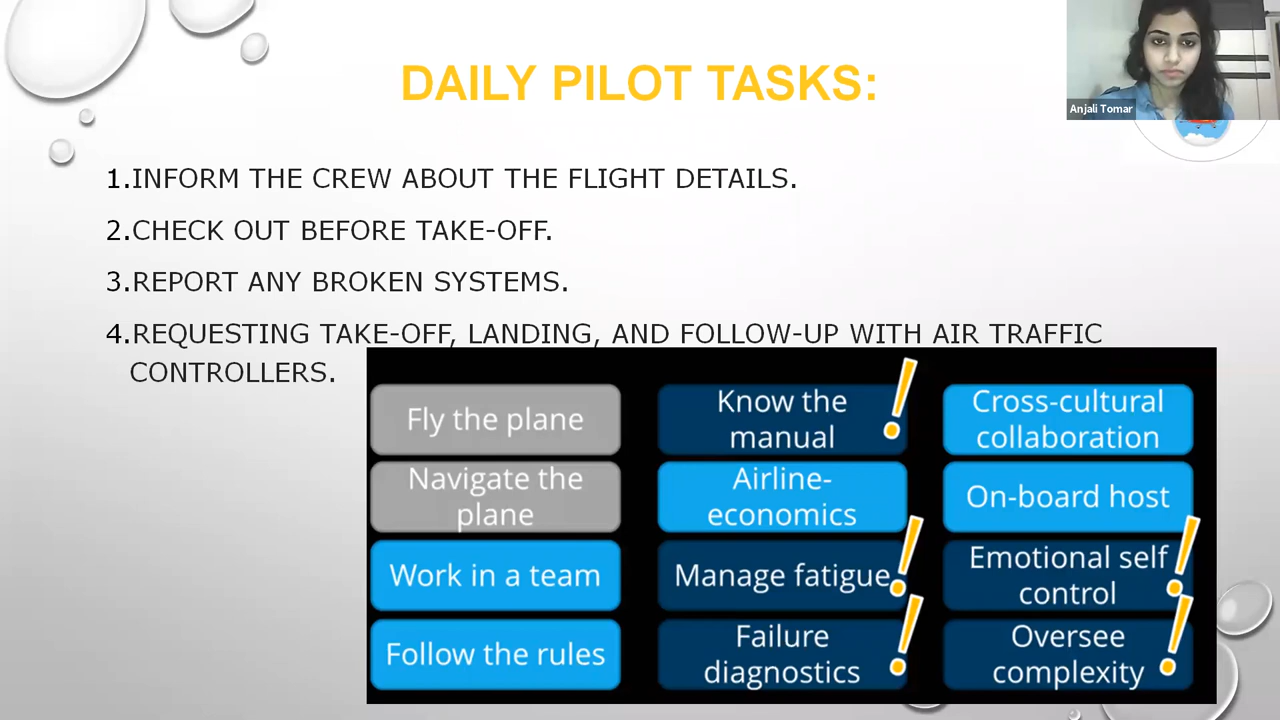 DAILY PILOT TASKS:
Anjali Tomar
1.INFORM THE CREW ABOUT THE FLIGHT DETAILS.
2.CHECK OUT BEFORE TAKE-OFF.
3.REPORT ANY BROKEN SYSTEMS.
4.REQUESTING TAKE-OFF, LANDING, AND FOLLOW-UP WITH AIR TRAFFIC
CONTROLLERS.
Fly the plane
Navigate the
plane
Work in a team
Follow the rules
Know the
manual
Airline-
economics
Manage fatigue
Failure
diagnostics
Cross-cultural
collaboration
On-board host
Emotional self
control
Oversee
complexity